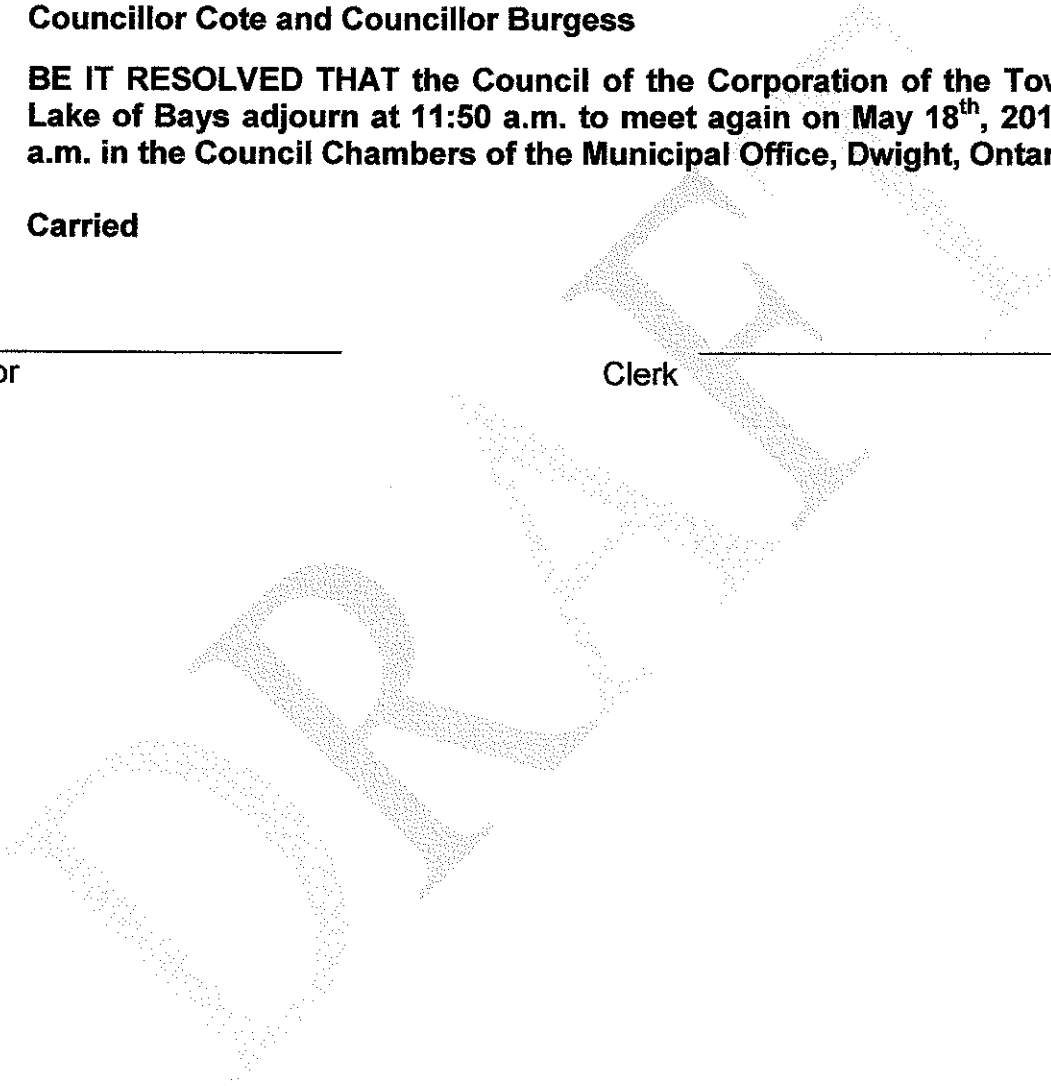 Councillor Cote and Councillor Burgess
BE IT RESOLVED THAT the Council of the Corporation of the
Lake of Bays adjourn at 11:50 a.m. to meet again on May 18th, 201
a.m. in the Council Chambers of the Municipal Office, Dwight,
Carried
or
Clerk
DRAFT